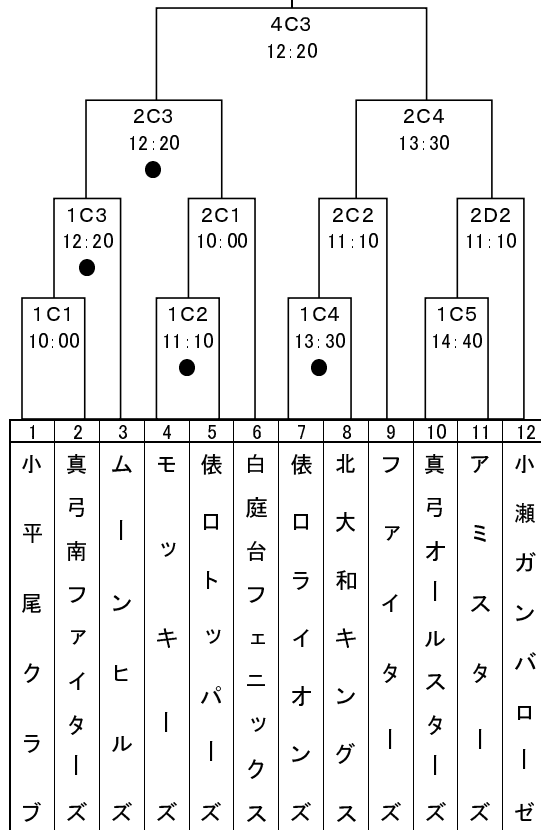 4C3
12:20
2C3
12:20
●
2C4
13:30
1C3
12:20
●
2C1
10:00
2C2
11:10
2D2
11:10
1C1
10:00
1C2
11:10
●
1C4
13:30
●
1C5
14:40
1 2 3 4 5 6 7 8 9 10 11 12
小平尾クラブ
真弓南ファイターズ
ムーンヒルズ
モッキーズ
俵口トッパーズ
白庭台フェニックス
俵口ライオンズ
北大和キングス
ファイターズ
真弓オールスターズ
アミスターズ
小瀬ガンバローゼ